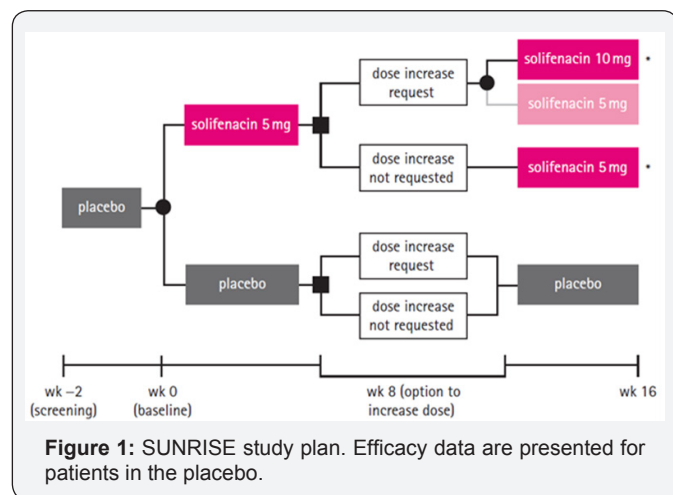 solifenacin 10 mg *
dose increase
request
solifenacin 5 mg
solifenacin 5 mg
dose increase
not requested
solifenacin 5 mg *
placebo
dose increase
request
placebo
placebo
dose increase
not requested
wk −2
(screening)
wk 0
(baseline)
wk 8 (option to
increase dose)
wk 16
Figure 1: SUNRISE study plan. Efficacy data are presented for
patients in the placebo.